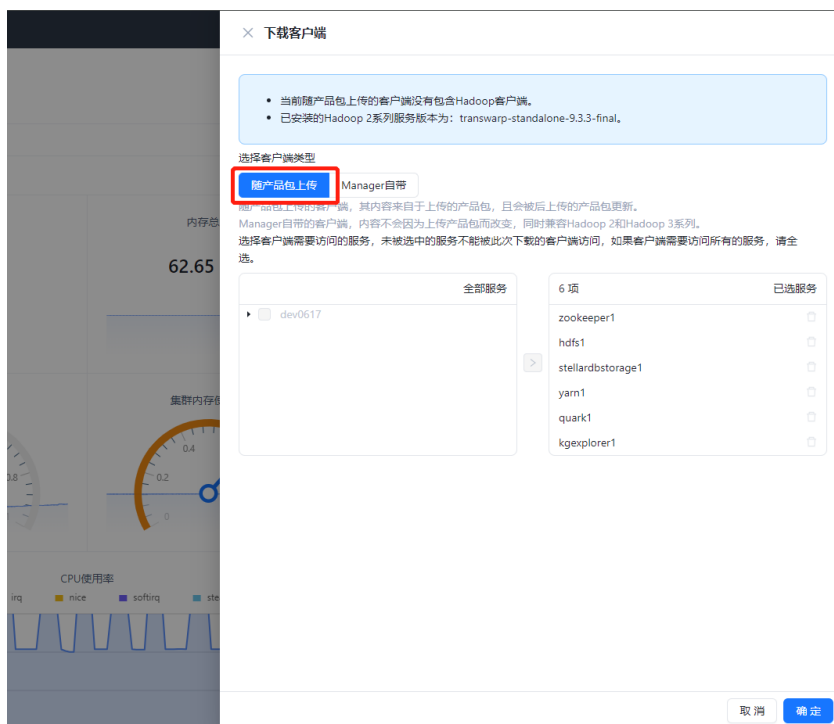 下载客户端
当前随产品包上传的客户端没有包含Hadoop客户端。
已安装的Hadoop 2系列服务版本为：transwarp-standalone-9.3.3-final。
选择客户端类型
随产品包上传
Manager自带
随产品包上传的客户端，其内容来自于上传的产品包，且会被后上传的产品包更新。
Manager自带的客户端，内容不会因为上传产品包而改变，同时兼容Hadoop 2和Hadoop 3系列。
选择客户端需要访问的服务，未被选中的服务不能被此次下载的客户端访问，如果客户端需要访问所有的服务，请全
选。
全部服务
dev0617
6 项
已选服务
zookeeper1
hdfs1
stellardbstorage1
yarn1
quark1
kgexplorer1
内存总
62.65
集群内存使
0.4
0.2
0
0.8
CPU使用率
irq
nice
softirq
ste
取消
确定